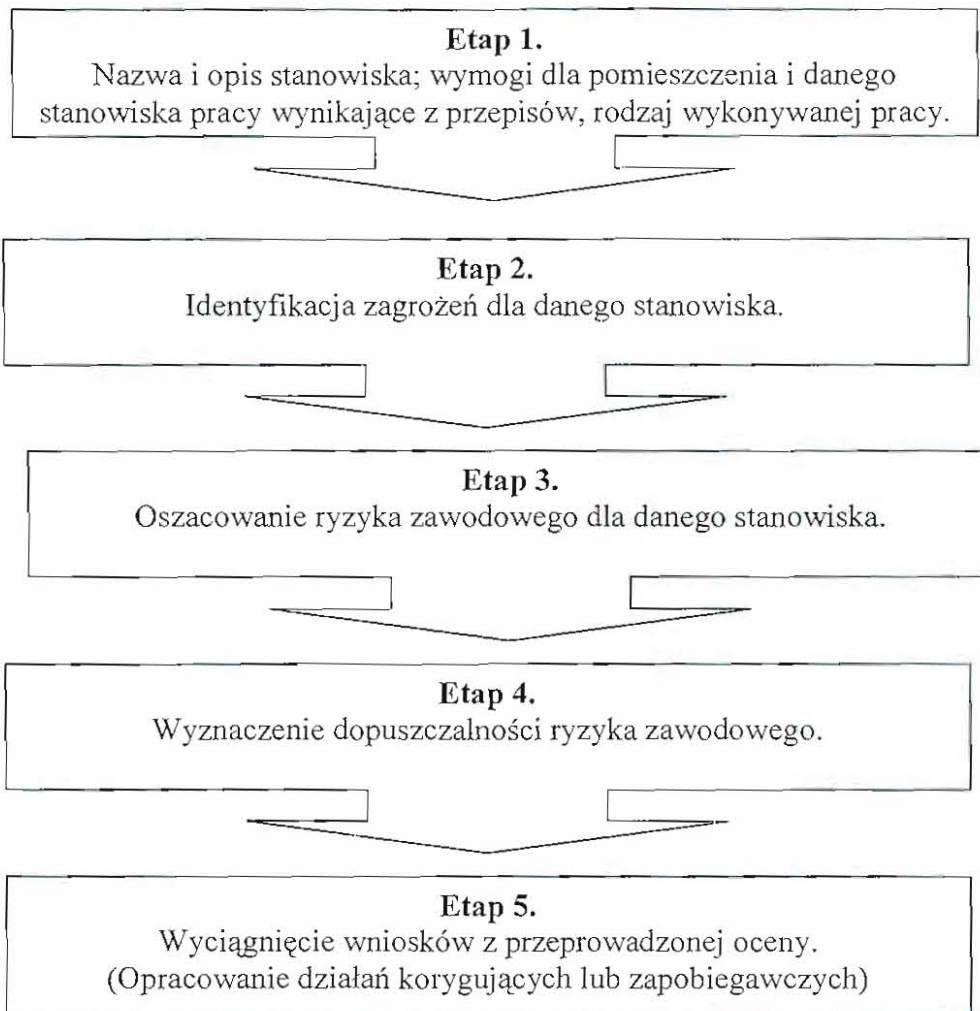 Etap 1.
Nazwa i opis stanowiska; wymogi dla pomieszczenia i danego
stanowiska pracy wynikające z przepisów, rodzaj wykonywanej pracy.
Etap 2.
Identyfikacja zagrożeń dla danego stanowiska.
Etap 3.
Oszacowanie ryzyka zawodowego dla danego stanowiska.
Etap 4.
Wyznaczenie dopuszczalności ryzyka zawodowego.
Etap 5.
Wyciągnięcie wniosków z przeprowadzonej oceny.
(Opracowanie działań korygujących lub zapobiegawczych)